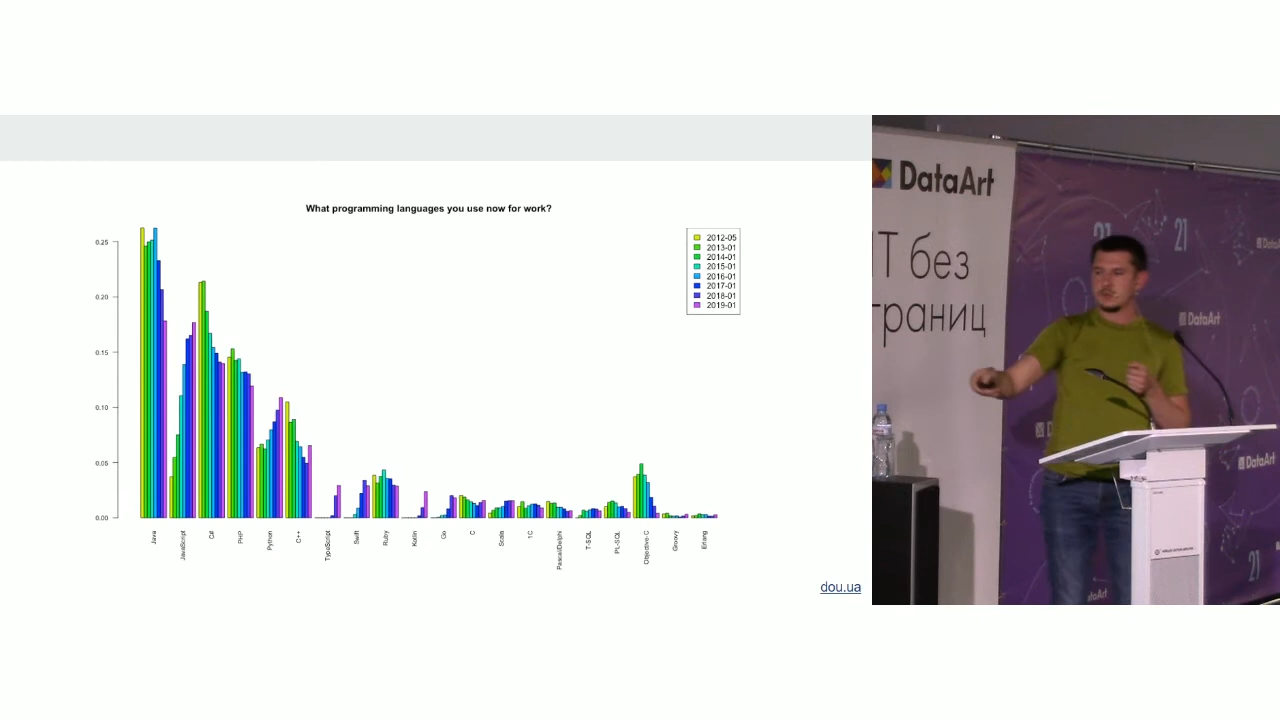 What programming languages you use now for work?
0.25
0.20
0.15
0.10
0.05
0.00
2012-05
2013-01
2014-01
2015-01
2016-01
2017-01
2018-01
2019-01
Java
JavaScript
C#
PHP
Python
C++
TypeScript
Swift
Ruby
Kotlin
Go
C
Scala
1C
Pascal/Delphi
T-SQL
PL-SQL
Objective-C
Groovy
Erlang
dou.ua
DataArt
IT без
границ
21
21
DataArt
DataArt
21